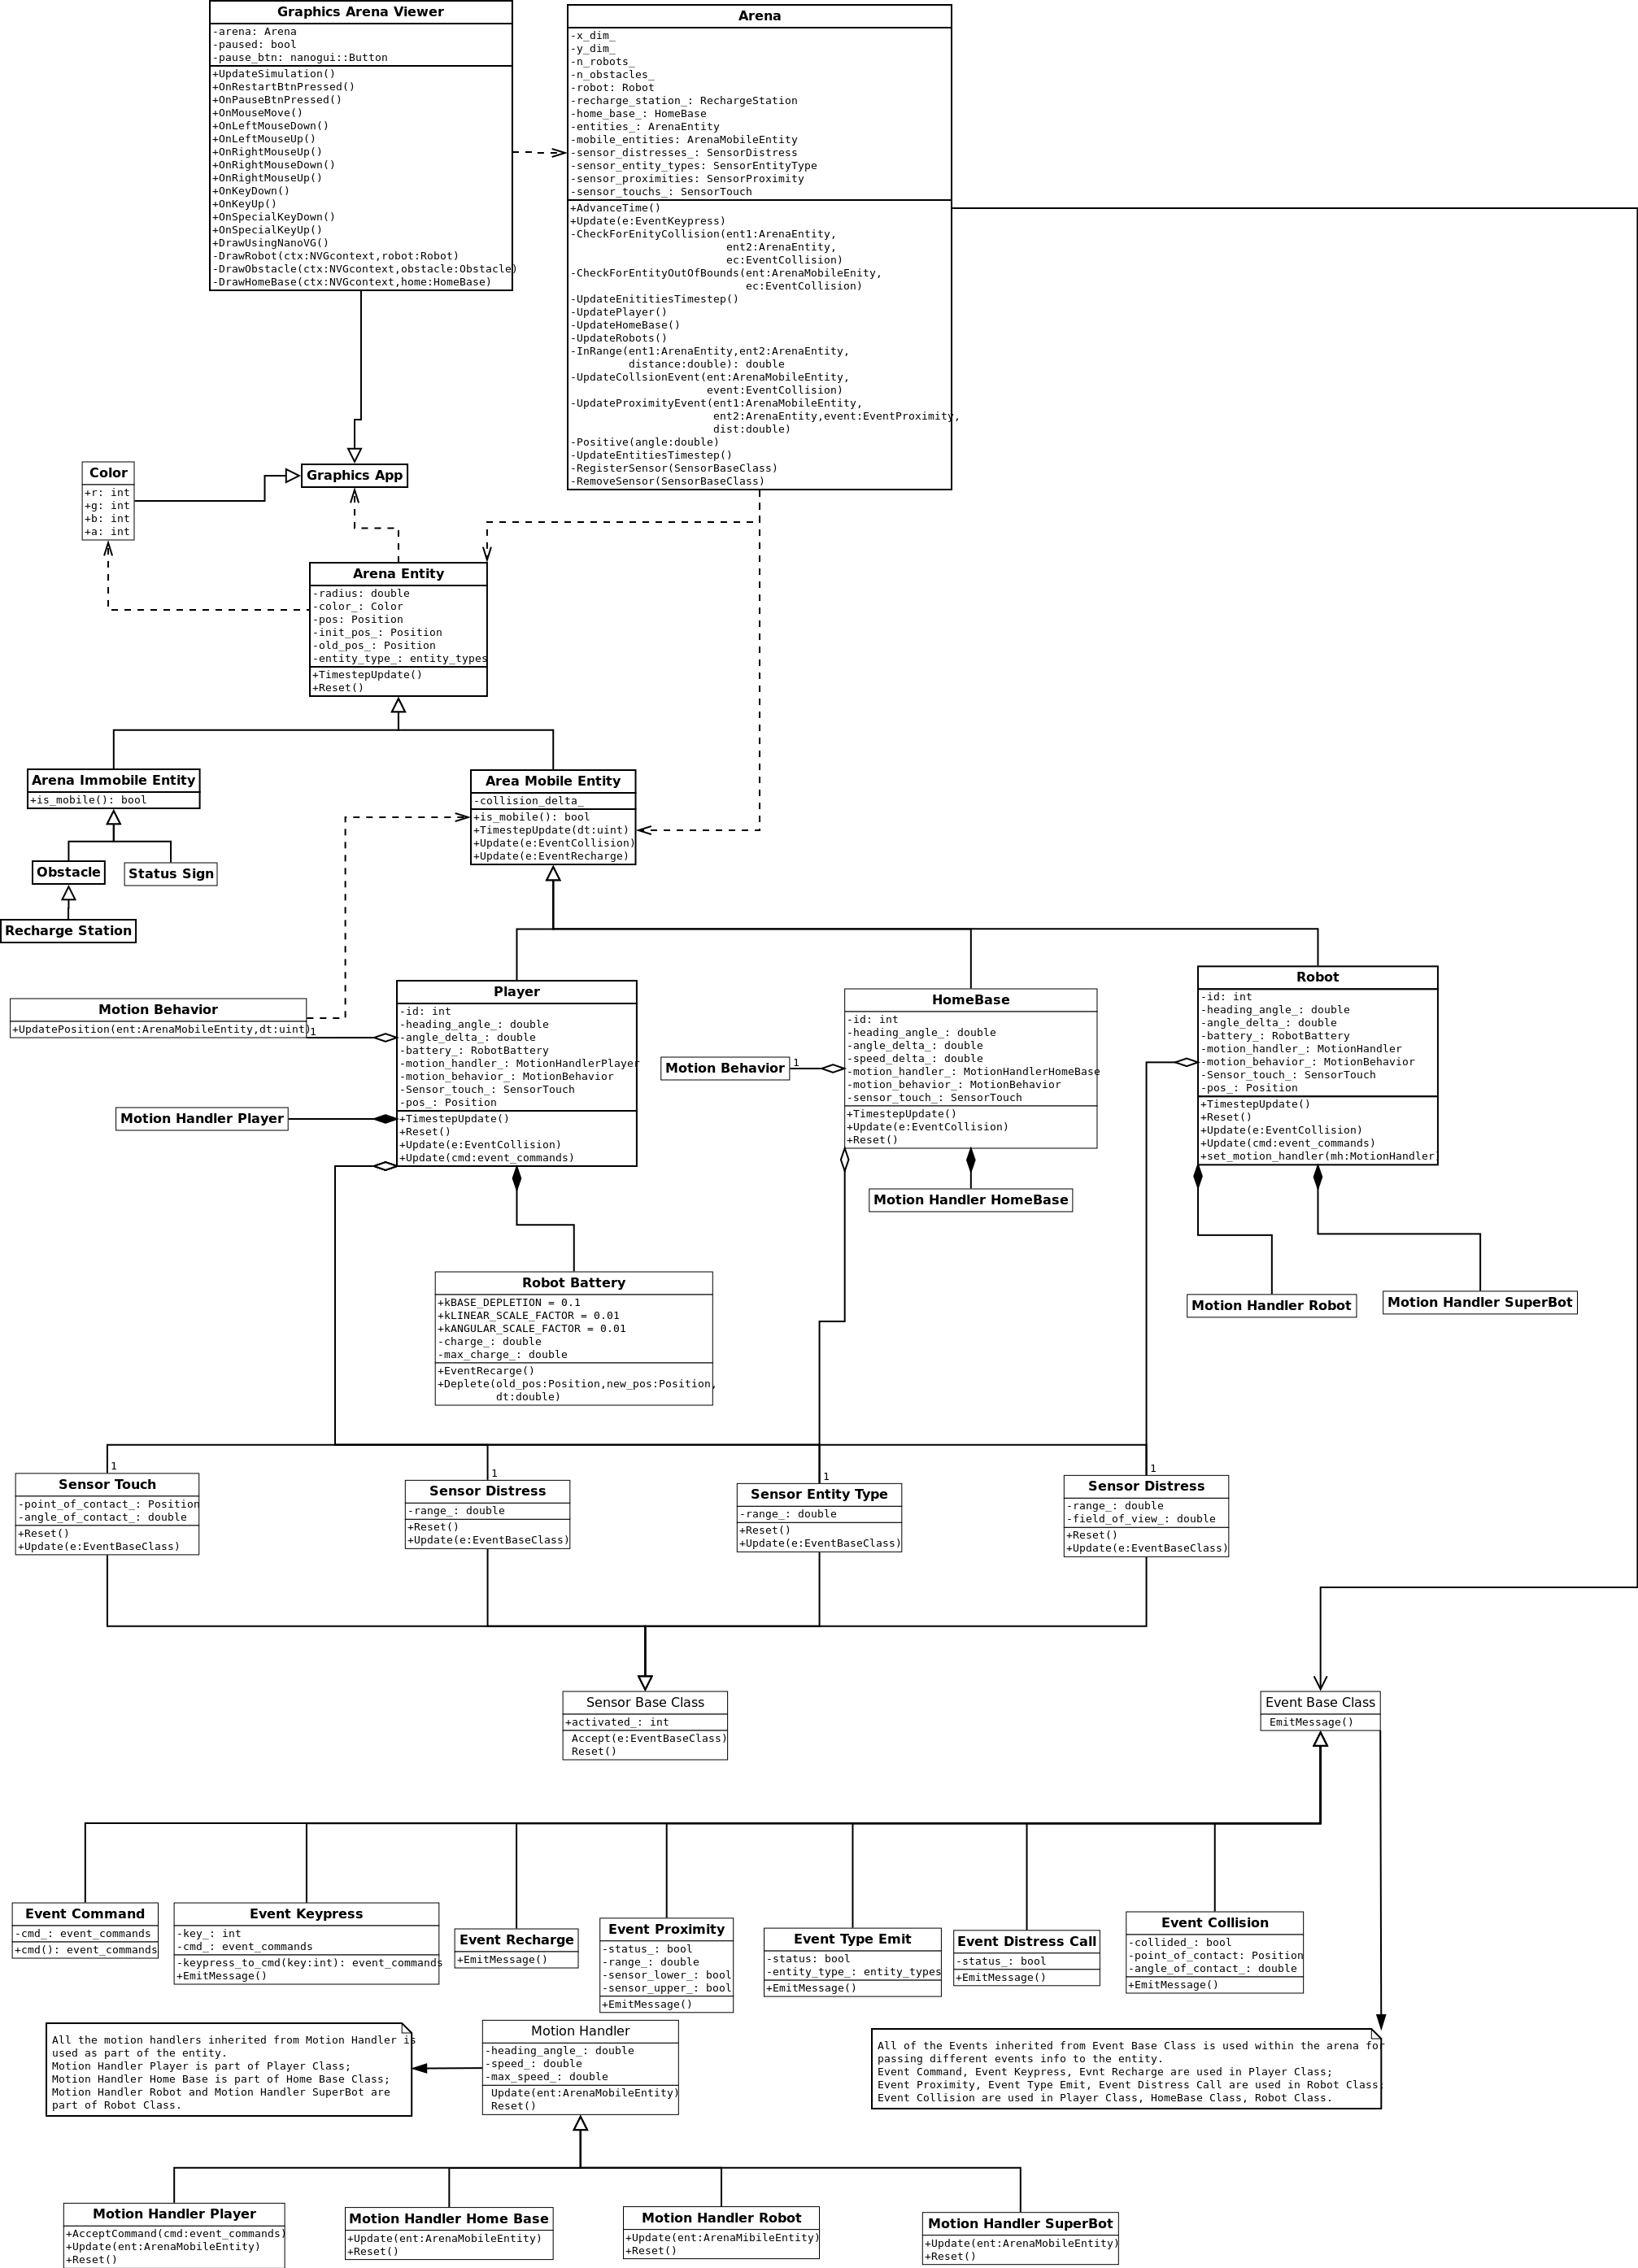 Graphics Arena Viewer
-arena: Arena
-paused: bool
-pause_btn: nanogui::Button
+UpdateSimulation()
+OnRestartBtnPressed()
+OnPauseBtnPressed()
+OnMouseMove()
+OnLeftMouseDown()
+OnLeftMouseUp()
+OnRightMouseUp()
+OnRightMouseDown()
+OnRightMouseUp()
+OnKeyDown()
+OnKeyUp()
+OnSpecialKeyDown()
+OnSpecialKeyUp()
+DrawUsingNanoVG()
-DrawRobot(ctx:NVGcontext,robot:Robot)
-DrawObstacle(ctx:NVGcontext,obstacle:Obstacle)
-DrawHomeBase(ctx:NVGcontext,home:HomeBase)
Arena
-x_dim_
-y_dim_
-n_robots_
-n_obstacles_
-robot: Robot
-recharge_station_: RechargeStation
-home_base_: HomeBase
-entities_: ArenaEntity
-mobile_entities: ArenaMobileEntity
-sensor_distresses_: SensorDistress
-sensor_entity_types: SensorEntityType
-sensor_proximities: SensorProximity
-sensor_touchs_: SensorTouch
+AdvanceTime()
+Update(e:EventKeypress)
-CheckForEnityCollision(ent1:ArenaEntity,
ent2:ArenaEntity,
ec:EventCollision)
-CheckForEntityOutOfBounds(ent:ArenaMobileEnity,
ec:EventCollision)
-UpdateEnititiesTimestep()
-UpdatePlayer()
-UpdateHomeBase()
-UpdateRobots()
-InRange(ent1:ArenaEntity,ent2:ArenaEntity,
distance:double): double
-UpdateCollsionEvent(ent:ArenaMobileEntity,
event:EventCollision)
-UpdateProximityEvent(ent1:ArenaMobileEntity,
ent2:ArenaEntity,event:EventProximity,
dist:double)
-Positive(angle:double)
-UpdateEntitiesTimestep()
-RegisterSensor(SensorBaseClass)
-RemoveSensor(SensorBaseClass)
Color
+r: int
+g: int
+b: int
+a: int
Graphics App
Arena Entity
-radius: double
-color_: Color
-pos: Position
-init_pos_: Position
-old_pos_: Position
-entity_type_: entity_types
+TimestepUpdate()
+Reset()
Arena Immobile Entity
+is_mobile(): bool
Area Mobile Entity
-collision_delta_
+is_mobile(): bool
+TimestepUpdate(dt:uint)
+Update(e:EventCollision)
+Update(e:EventRecharge)
Obstacle
Status Sign
Recharge Station
Motion Behavior
+UpdatePosition(ent:ArenaMobileEntity,dt:uint)
1
Player
-id: int
-heading_angle_: double
-angle_delta_: double
-battery_: RobotBattery
-motion_handler_: MotionHandlerPlayer
-motion_behavior_: MotionBehavior
-Sensor_touch_: SensorTouch
-pos_: Position
+TimestepUpdate()
+Reset()
+Update(e:EventCollision)
+Update(cmd:event_commands)
Motion Handler Player
Motion Behavior
1
HomeBase
-id: int
-heading_angle_: double
-angle_delta_: double
-speed_delta_: double
-motion_handler_: MotionHandlerHomeBase
-motion_behavior_: MotionBehavior
-sensor_touch_: SensorTouch
+TimestepUpdate()
+Update(e:EventCollision)
+Reset()
Motion Handler HomeBase
Robot
-id: int
-heading_angle_: double
-angle_delta_: double
-battery_: RobotBattery
-motion_handler_: MotionHandler
-motion_behavior_: MotionBehavior
-Sensor_touch_: SensorTouch
-pos_: Position
+TimestepUpdate()
+Reset()
+Update(e:EventCollision)
+Update(cmd:event_commands)
+set_motion_handler(mh:MotionHandler)
Motion Handler Robot
Motion Handler SuperBot
Robot Battery
+kBASE_DEPLETION = 0.1
+kLINEAR_SCALE_FACTOR = 0.01
+kANGULAR_SCALE_FACTOR = 0.01
-charge_: double
-max_charge_: double
+EventRecarge()
+Deplete(old_pos:Position,new_pos:Position,
dt:double)
1
Sensor Touch
-point_of_contact_: Position
-angle_of_contact_: double
+Reset()
+Update(e:EventBaseClass)
1
Sensor Distress
-range_: double
+Reset()
+Update(e:EventBaseClass)
1
Sensor Entity Type
-range_: double
+Reset()
+Update(e:EventBaseClass)
1
Sensor Distress
-range_: double
-field_of_view_: double
+Reset()
+Update(e:EventBaseClass)
Sensor Base Class
+activated_: int
Accept(e:EventBaseClass)
Reset()
Event Base Class
EmitMessage()
Event Command
-cmd_: event_commands
+cmd(): event_commands
Event Keypress
-key_: int
-cmd_: event_commands
-keypress_to_cmd(key:int): event_commands
+EmitMessage()
Event Recharge
+EmitMessage()
Event Proximity
-status_: bool
-range_: double
-sensor_lower_: bool
-sensor_upper_: bool
+EmitMessage()
Event Type Emit
-status: bool
-entity_type_: entity_types
+EmitMessage()
Event Distress Call
-status_: bool
+EmitMessage()
Event Collision
-collided_: bool
-point_of_contact: Position
-angle_of_contact_: double
+EmitMessage()
All the motion handlers inherited from Motion Handler is
used as part of the entity.
Motion Handler Player is part of Player Class;
Motion Handler Home Base is part of Home Base Class;
Motion Handler Robot and Motion Handler SuperBot are
part of Robot Class.
Motion Handler
-heading_angle_: double
-speed_: double
-max_speed_: double
Update(ent:ArenaMobileEntity)
Reset()
All of the Events inherited from Event Base Class is used within the arena for
passing different events info to the entity.
Event Command, Event Keypress, Evnt Recharge are used in Player Class;
Event Proximity, Event Type Emit, Event Distress Call are used in Robot Class;
Event Collision are used in Player Class, HomeBase Class, Robot Class.
Motion Handler Player
+AcceptCommand(cmd:event_commands)
+Update(ent:ArenaMobileEntity)
+Reset()
Motion Handler Home Base
+Update(ent:ArenaMobileEntity)
+Reset()
Motion Handler Robot
+Update(ent:ArenaMibileEntity)
+Reset()
Motion Handler SuperBot
+Update(ent:ArenaMobileEntity)
+Reset()